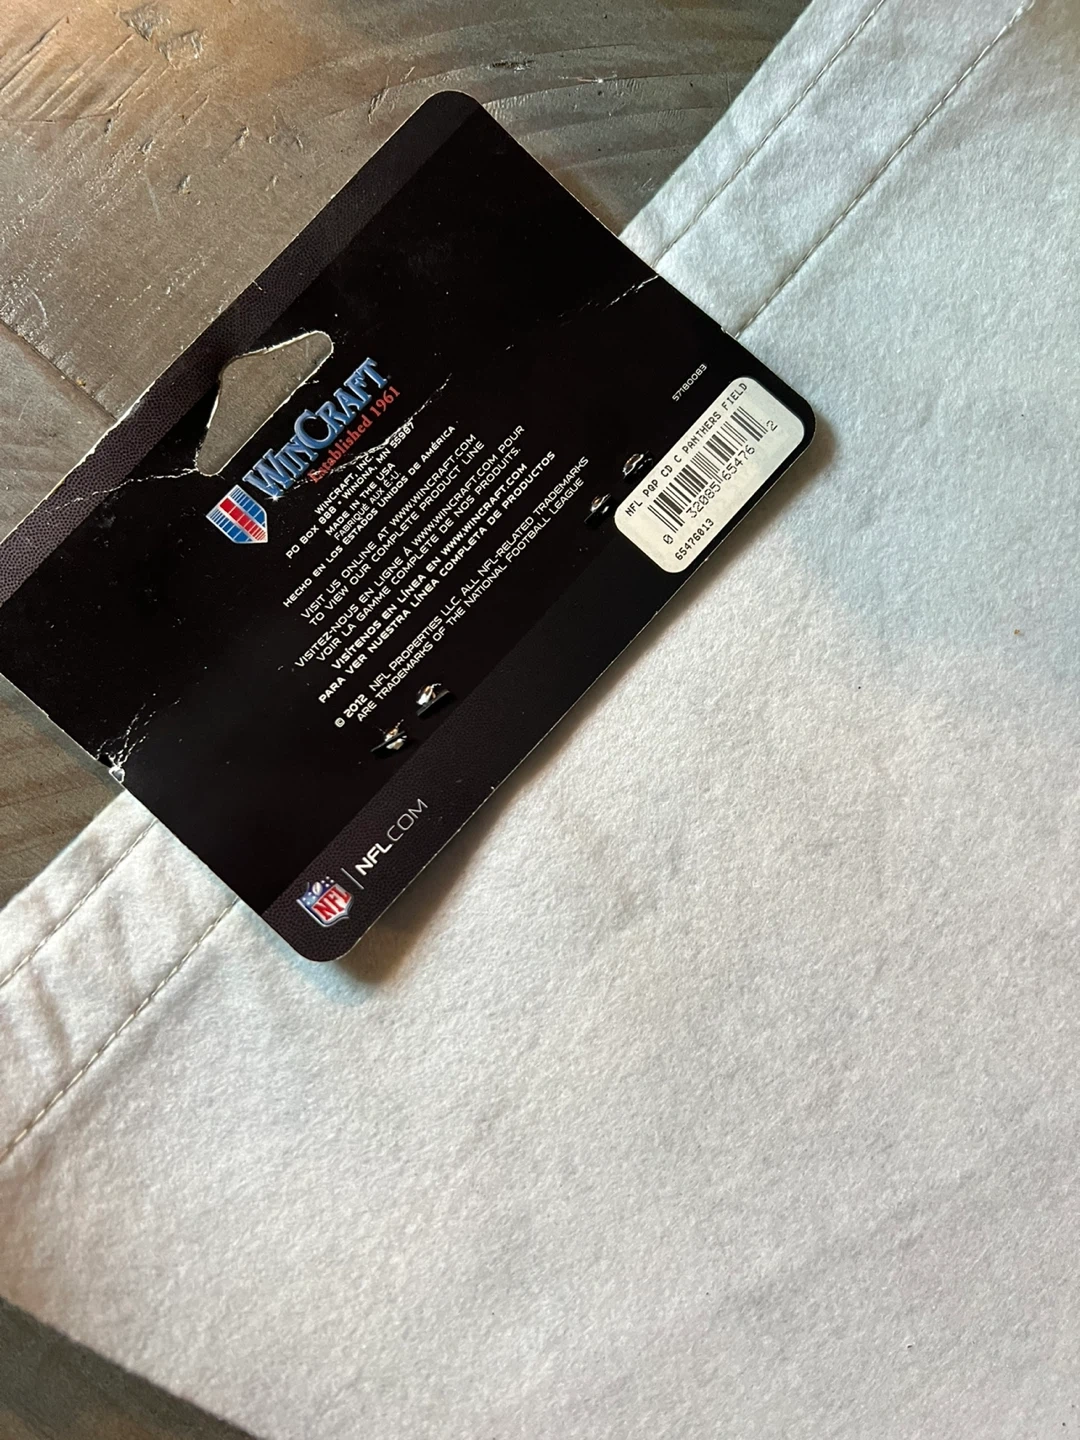 WINCRAFT
Established 1961
WINCRAFT, INC.
PO BOX 888 • WINONA, MN 55987
MADE IN THE USA
FABRIQUÉ AUX É.U.
HECHO EN LOS ESTADOS UNIDOS DE AMÉRICA
VISIT US ONLINE AT WWW.WINCRAFT.COM
TO VIEW OUR COMPLETE PRODUCT LINE
VISITEZ-NOUS EN LIGNE À WWW.WINCRAFT.COM POUR
VOIR LA GAMME COMPLÈTE DE NOS PRODUITS.
VISÍTENOS EN LÍNEA EN WWW.WINCRAFT.COM
PARA VER NUESTRA LÍNEA COMPLETA DE PRODUCTOS
© 2012 NFL PROPERTIES LLC. ALL NFL-RELATED TRADEMARKS
ARE TRADEMARKS OF THE NATIONAL FOOTBALL LEAGUE
57180083
NFL POP CD C PANTHERS FIELD
0 32085 65476 2
65476013
NFL
NFL.COM